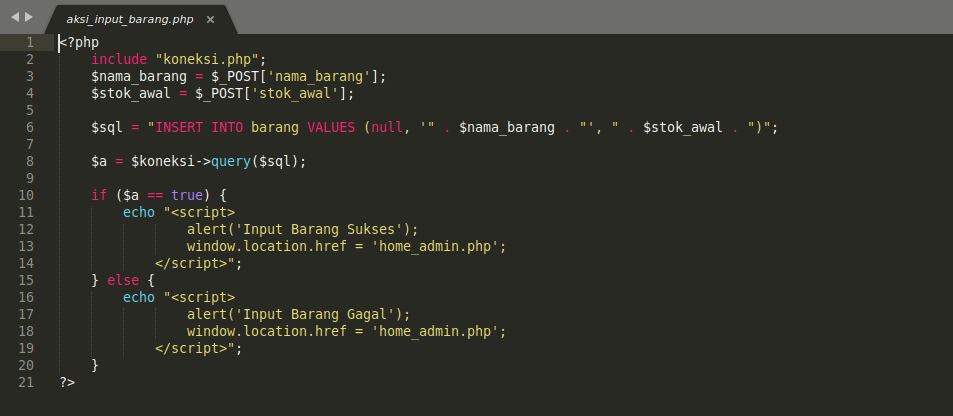 aksi_input_barang.php ×
1 <?php
2     include "koneksi.php";
3     $nama_barang = $_POST['nama_barang'];
4     $stok_awal = $_POST['stok_awal'];
5
6     $sql = "INSERT INTO barang VALUES (null, '" . $nama_barang . "', " . $stok_awal . ")";
7
8     $a = $koneksi->query($sql);
9
10     if ($a == true) {
11         echo "<script>
12                 alert('Input Barang Sukses');
13                 window.location.href = 'home_admin.php';
14             </script>";
15     } else {
16         echo "<script>
17                 alert('Input Barang Gagal');
18                 window.location.href = 'home_admin.php';
19             </script>";
20     }
21 ?>